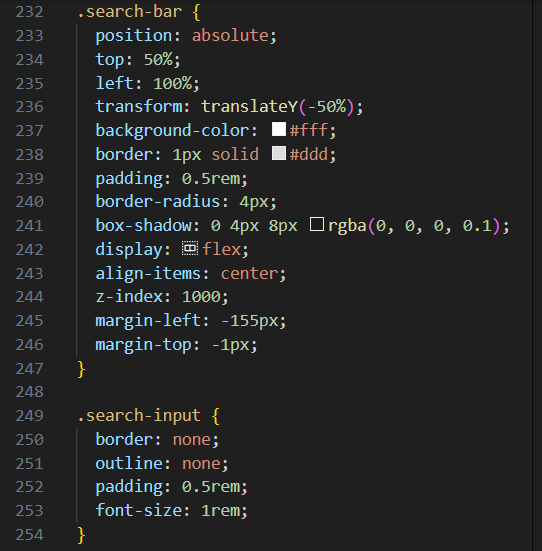 232 .search-bar {
233 position: absolute;
234 top: 50%;
235 left: 100%;
236 transform: translateY(-50%);
237 background-color: #fff;
238 border: 1px solid #ddd;
239 padding: 0.5rem;
240 border-radius: 4px;
241 box-shadow: 0 4px 8px rgba(0, 0, 0, 0.1);
242 display: flex;
243 align-items: center;
244 z-index: 1000;
245 margin-left: -155px;
246 margin-top: -1px;
247 }
248
249 .search-input {
250 border: none;
251 outline: none;
252 padding: 0.5rem;
253 font-size: 1rem;
254 }